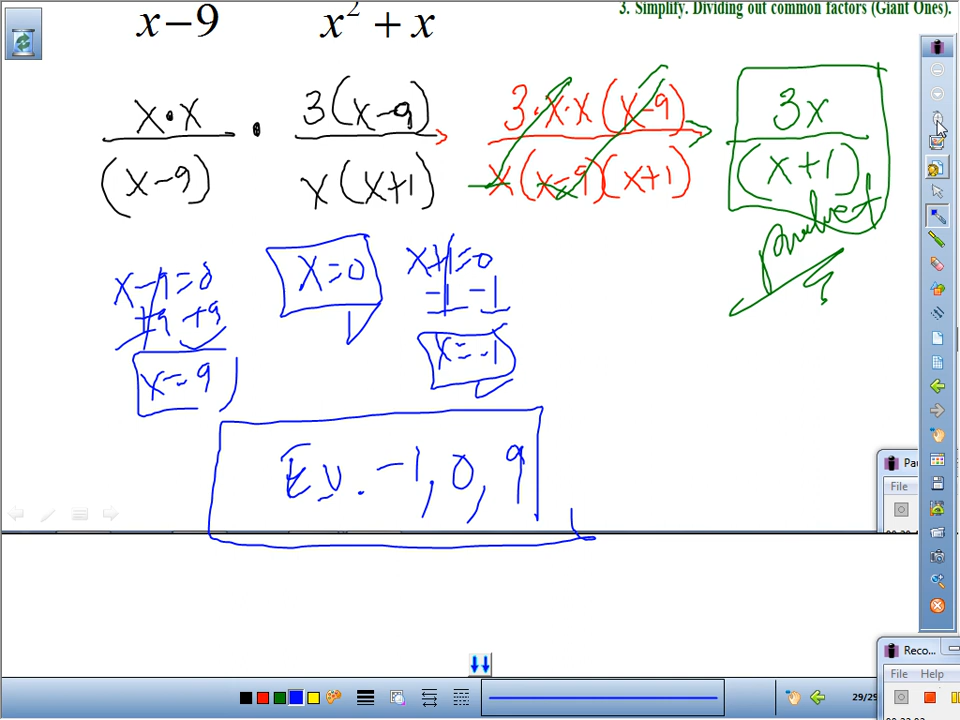 3. Simplify. Dividing out common factors (Giant Ones).
x−9 x² + x
x•x 3(x−9) 3•x•x(x−9) 3x
• 
(x−9) x(x+1) x(x−9)(x+1) (x+1)
product
x−9=0 x=0 x+1=0
+9 +9 −1 −1
x=9 x=−1
E.V. −1, 0, 9
File
Reco...
File Help
29/29